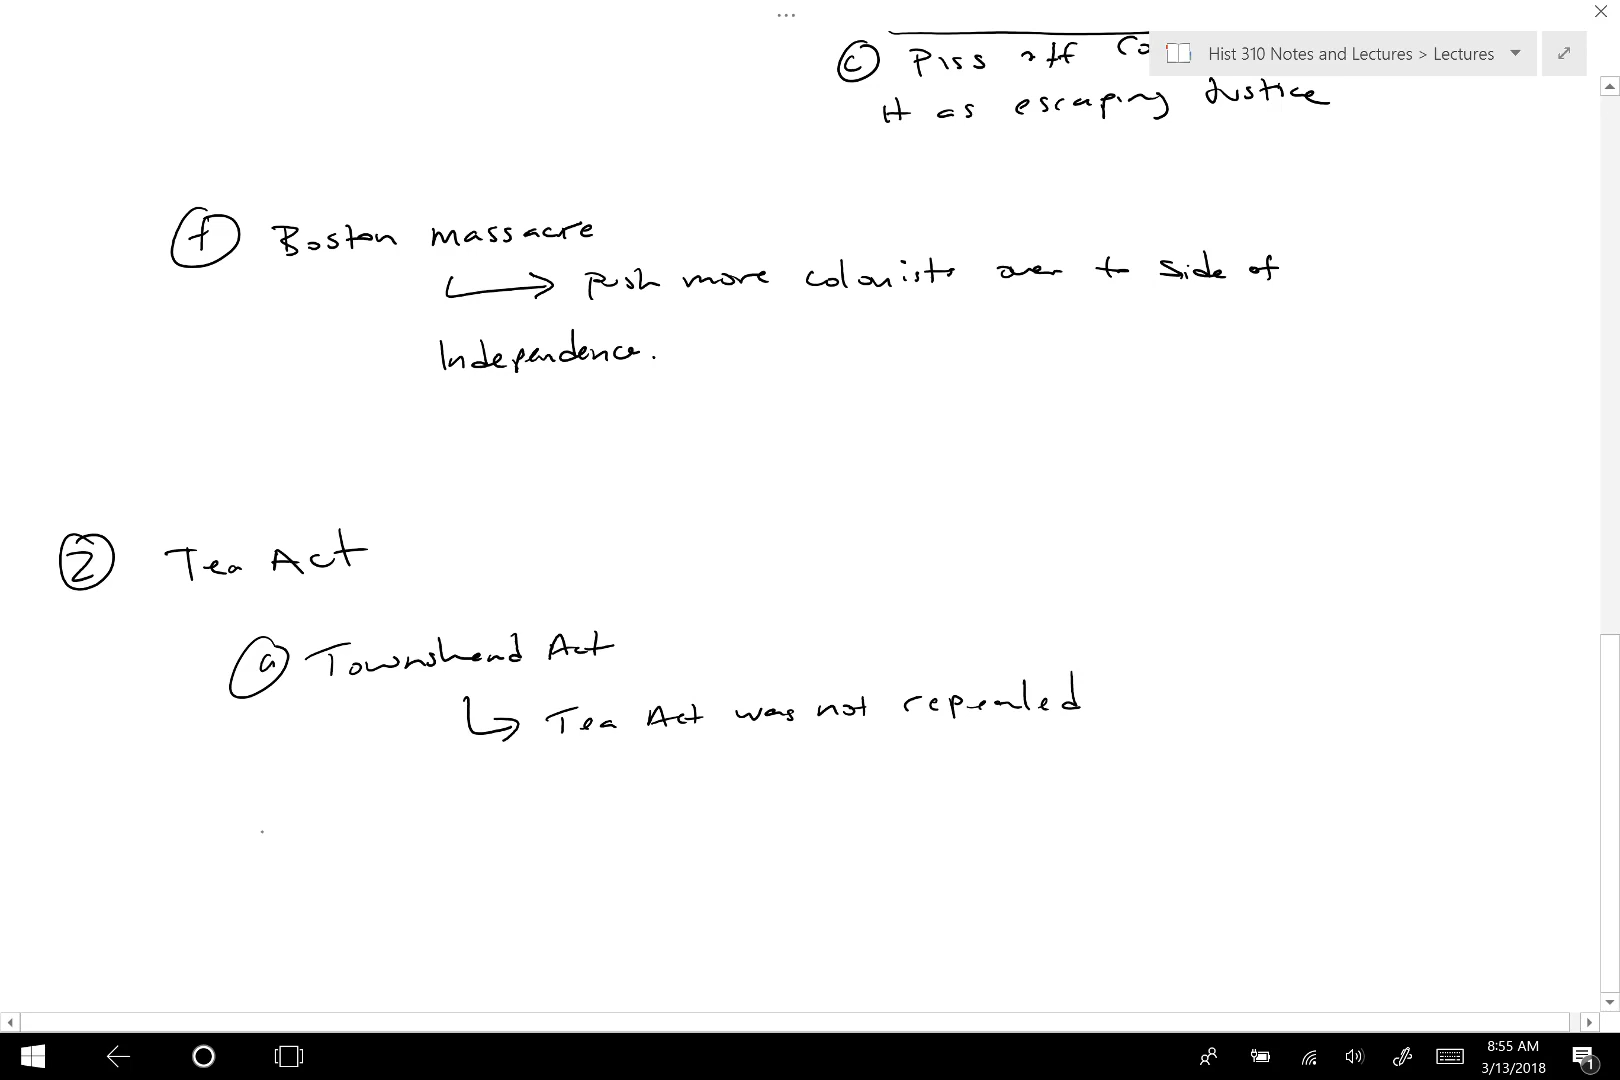 Hist 310 Notes and Lectures > Lectures
c Piss off
it as escaping Justice
f Boston massacre
push more colonists over to side of
Independence.
2 Tea Act
a Townshend Act
Tea Act was not repealed
8:55 AM
3/13/2018
1